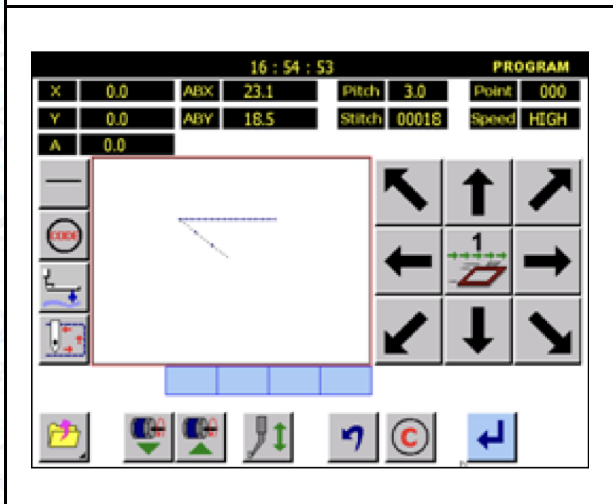 16 : 54 : 53 PROGRAM
X 0.0 ABX 23.1 Pitch 3.0 Point 000
Y 0.0 ABY 18.5 Stitch 00018 Speed HIGH
A 0.0
1
CODE
C